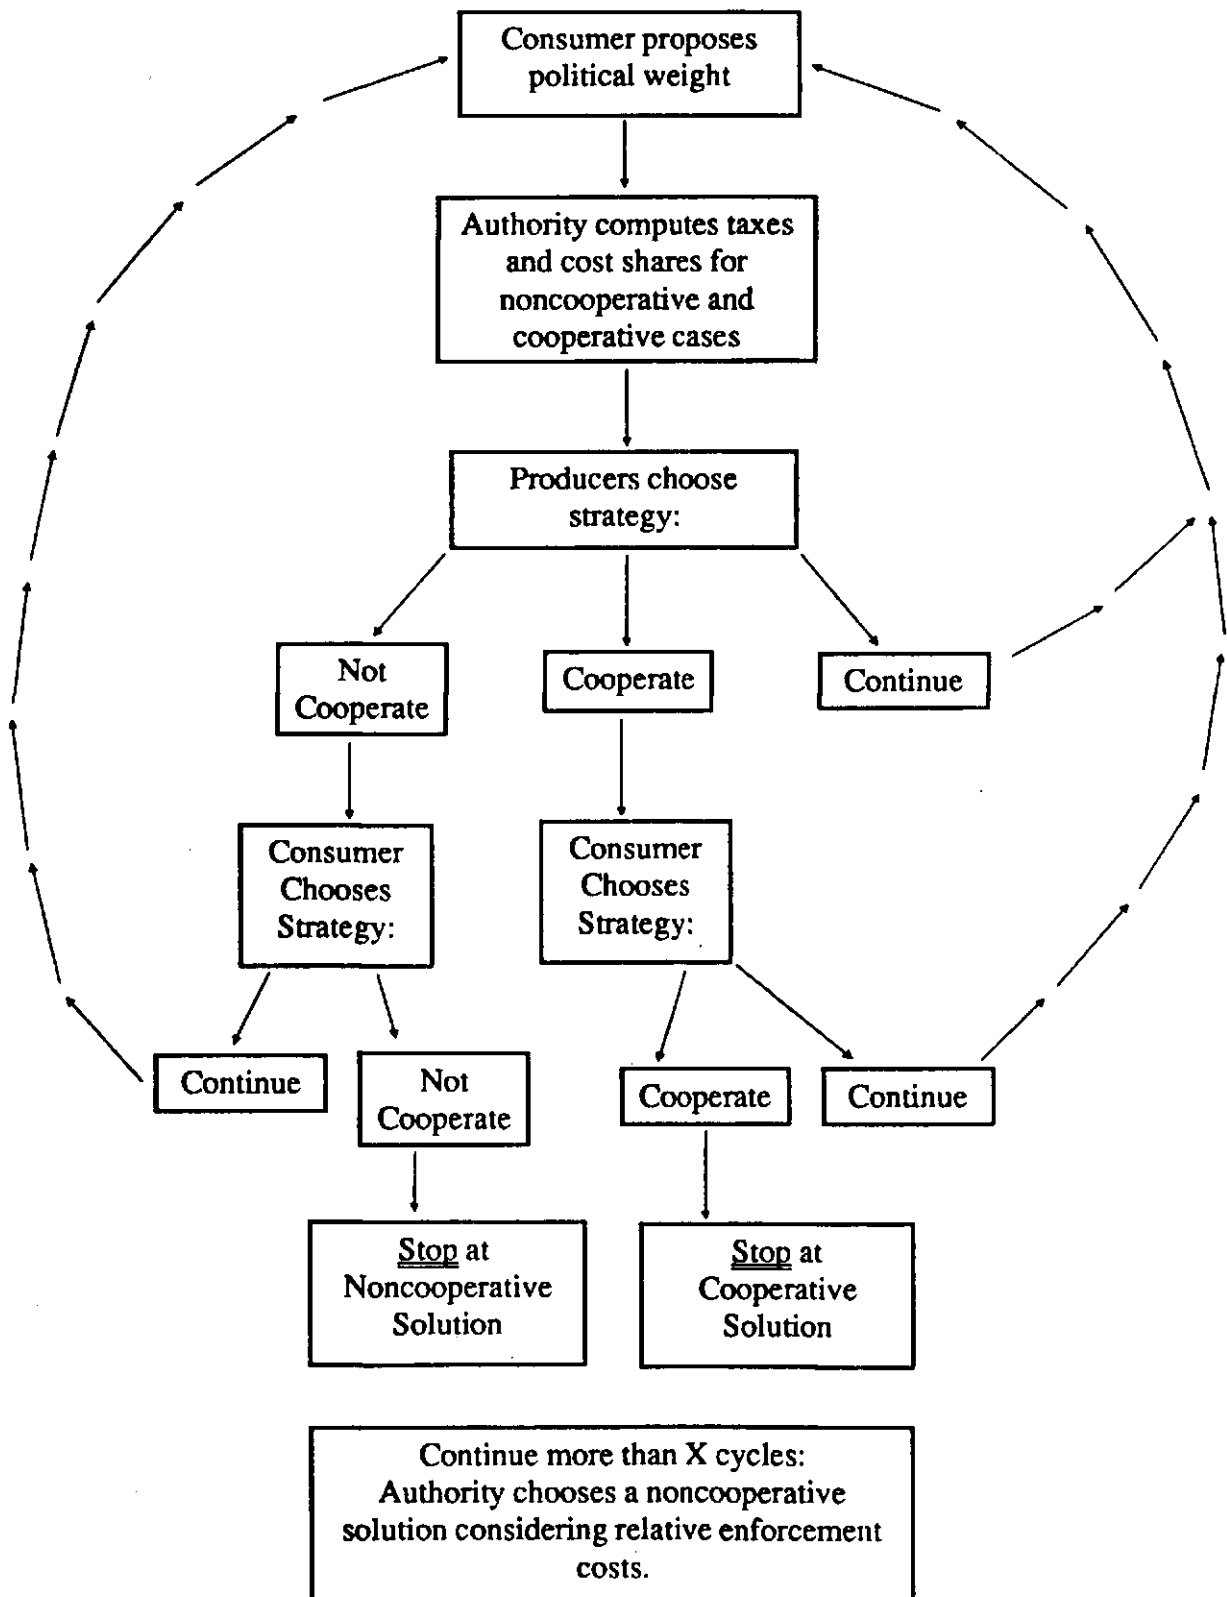 Consumer proposes
political weight
Authority computes taxes
and cost shares for
noncooperative and
cooperative cases
Producers choose
strategy:
Not
Cooperate
Cooperate
Continue
Consumer
Chooses
Strategy:
Consumer
Chooses
Strategy:
Continue
Not
Cooperate
Cooperate
Continue
Stop at
Noncooperative
Solution
Stop at
Cooperative
Solution
Continue more than X cycles:
Authority chooses a noncooperative
solution considering relative enforcement
costs.